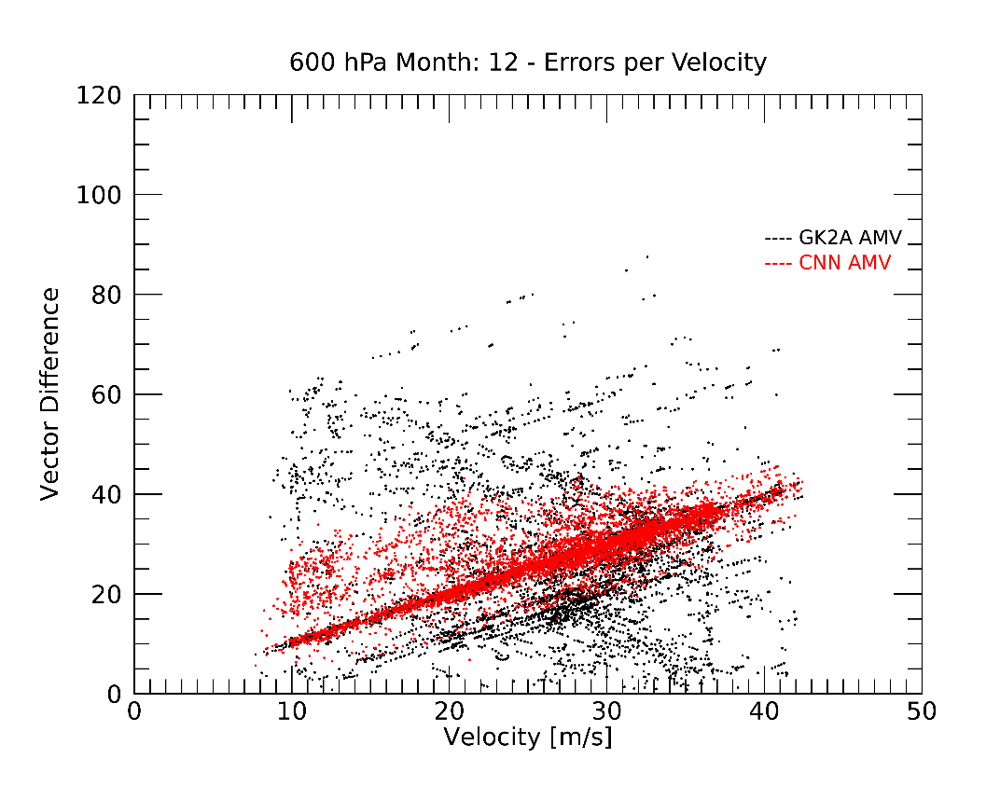 600 hPa Month: 12 - Errors per Velocity
120
100
80
60
40
20
0
Vector Difference
---- GK2A AMV
---- CNN AMV
0 10 20 30 40 50
Velocity [m/s]